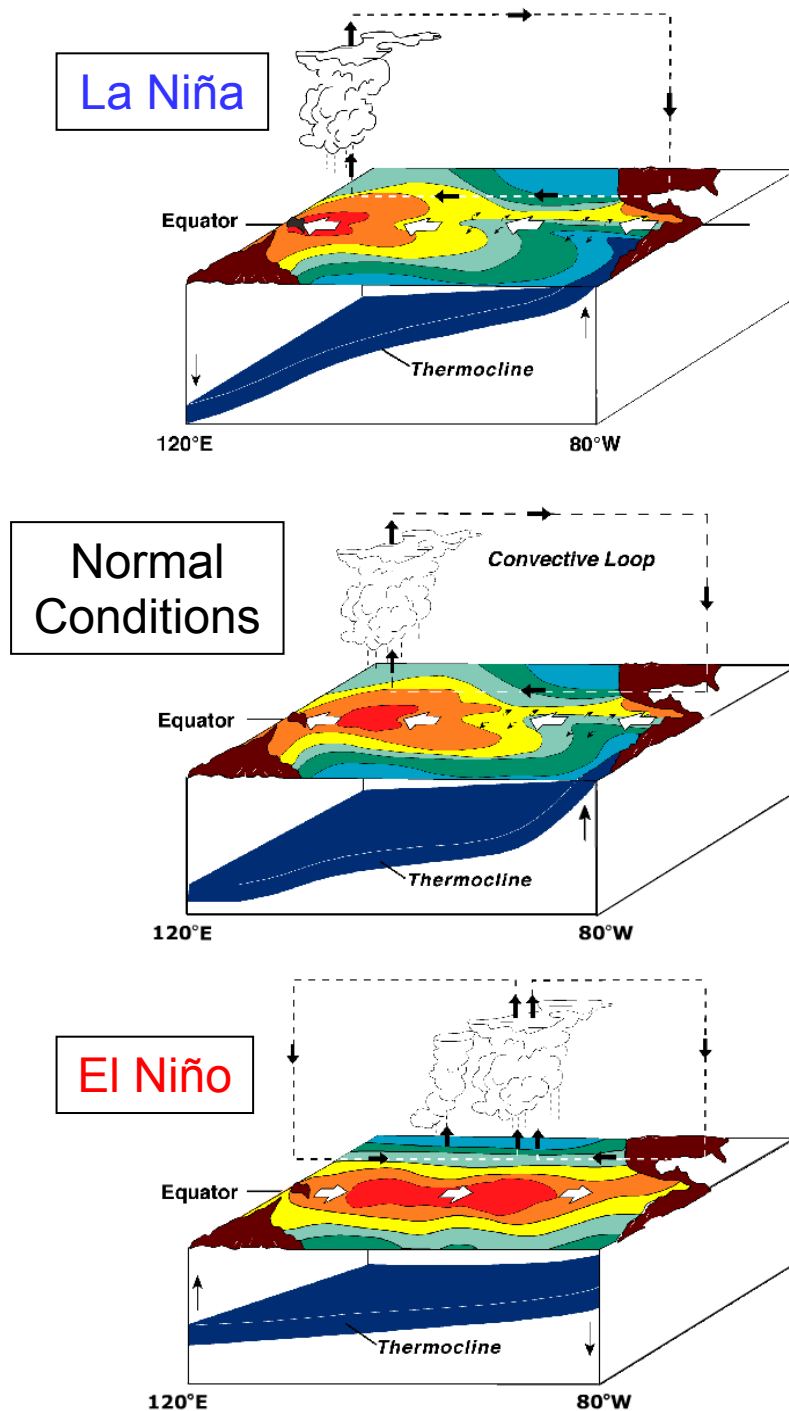 La Niña
Equator
Thermocline
120°E
80°W
Normal
Conditions
Convective Loop
Equator
Thermocline
120°E
80°W
El Niño
Equator
Thermocline
120°E
80°W